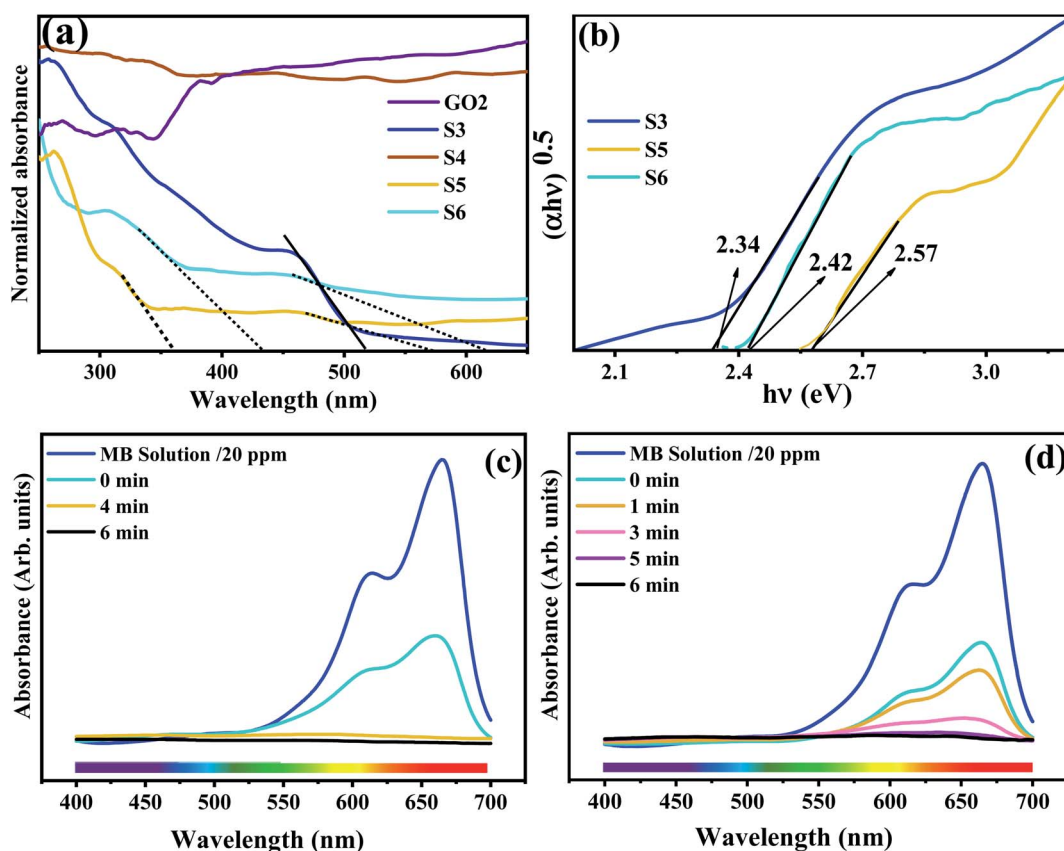 (a)
Normalized absorbance
GO2
S3
S4
S5
S6
300 400 500 600
Wavelength (nm)
(b)
(αhν)^0.5
S3
S5
S6
2.34
2.42
2.57
2.1 2.4 2.7 3.0
hν (eV)
(c)
Absorbance (Arb. units)
MB Solution /20 ppm
0 min
4 min
6 min
400 450 500 550 600 650 700
Wavelength (nm)
(d)
Absorbance (Arb. units)
MB Solution /20 ppm
0 min
1 min
3 min
5 min
6 min
400 450 500 550 600 650 700
Wavelength (nm)